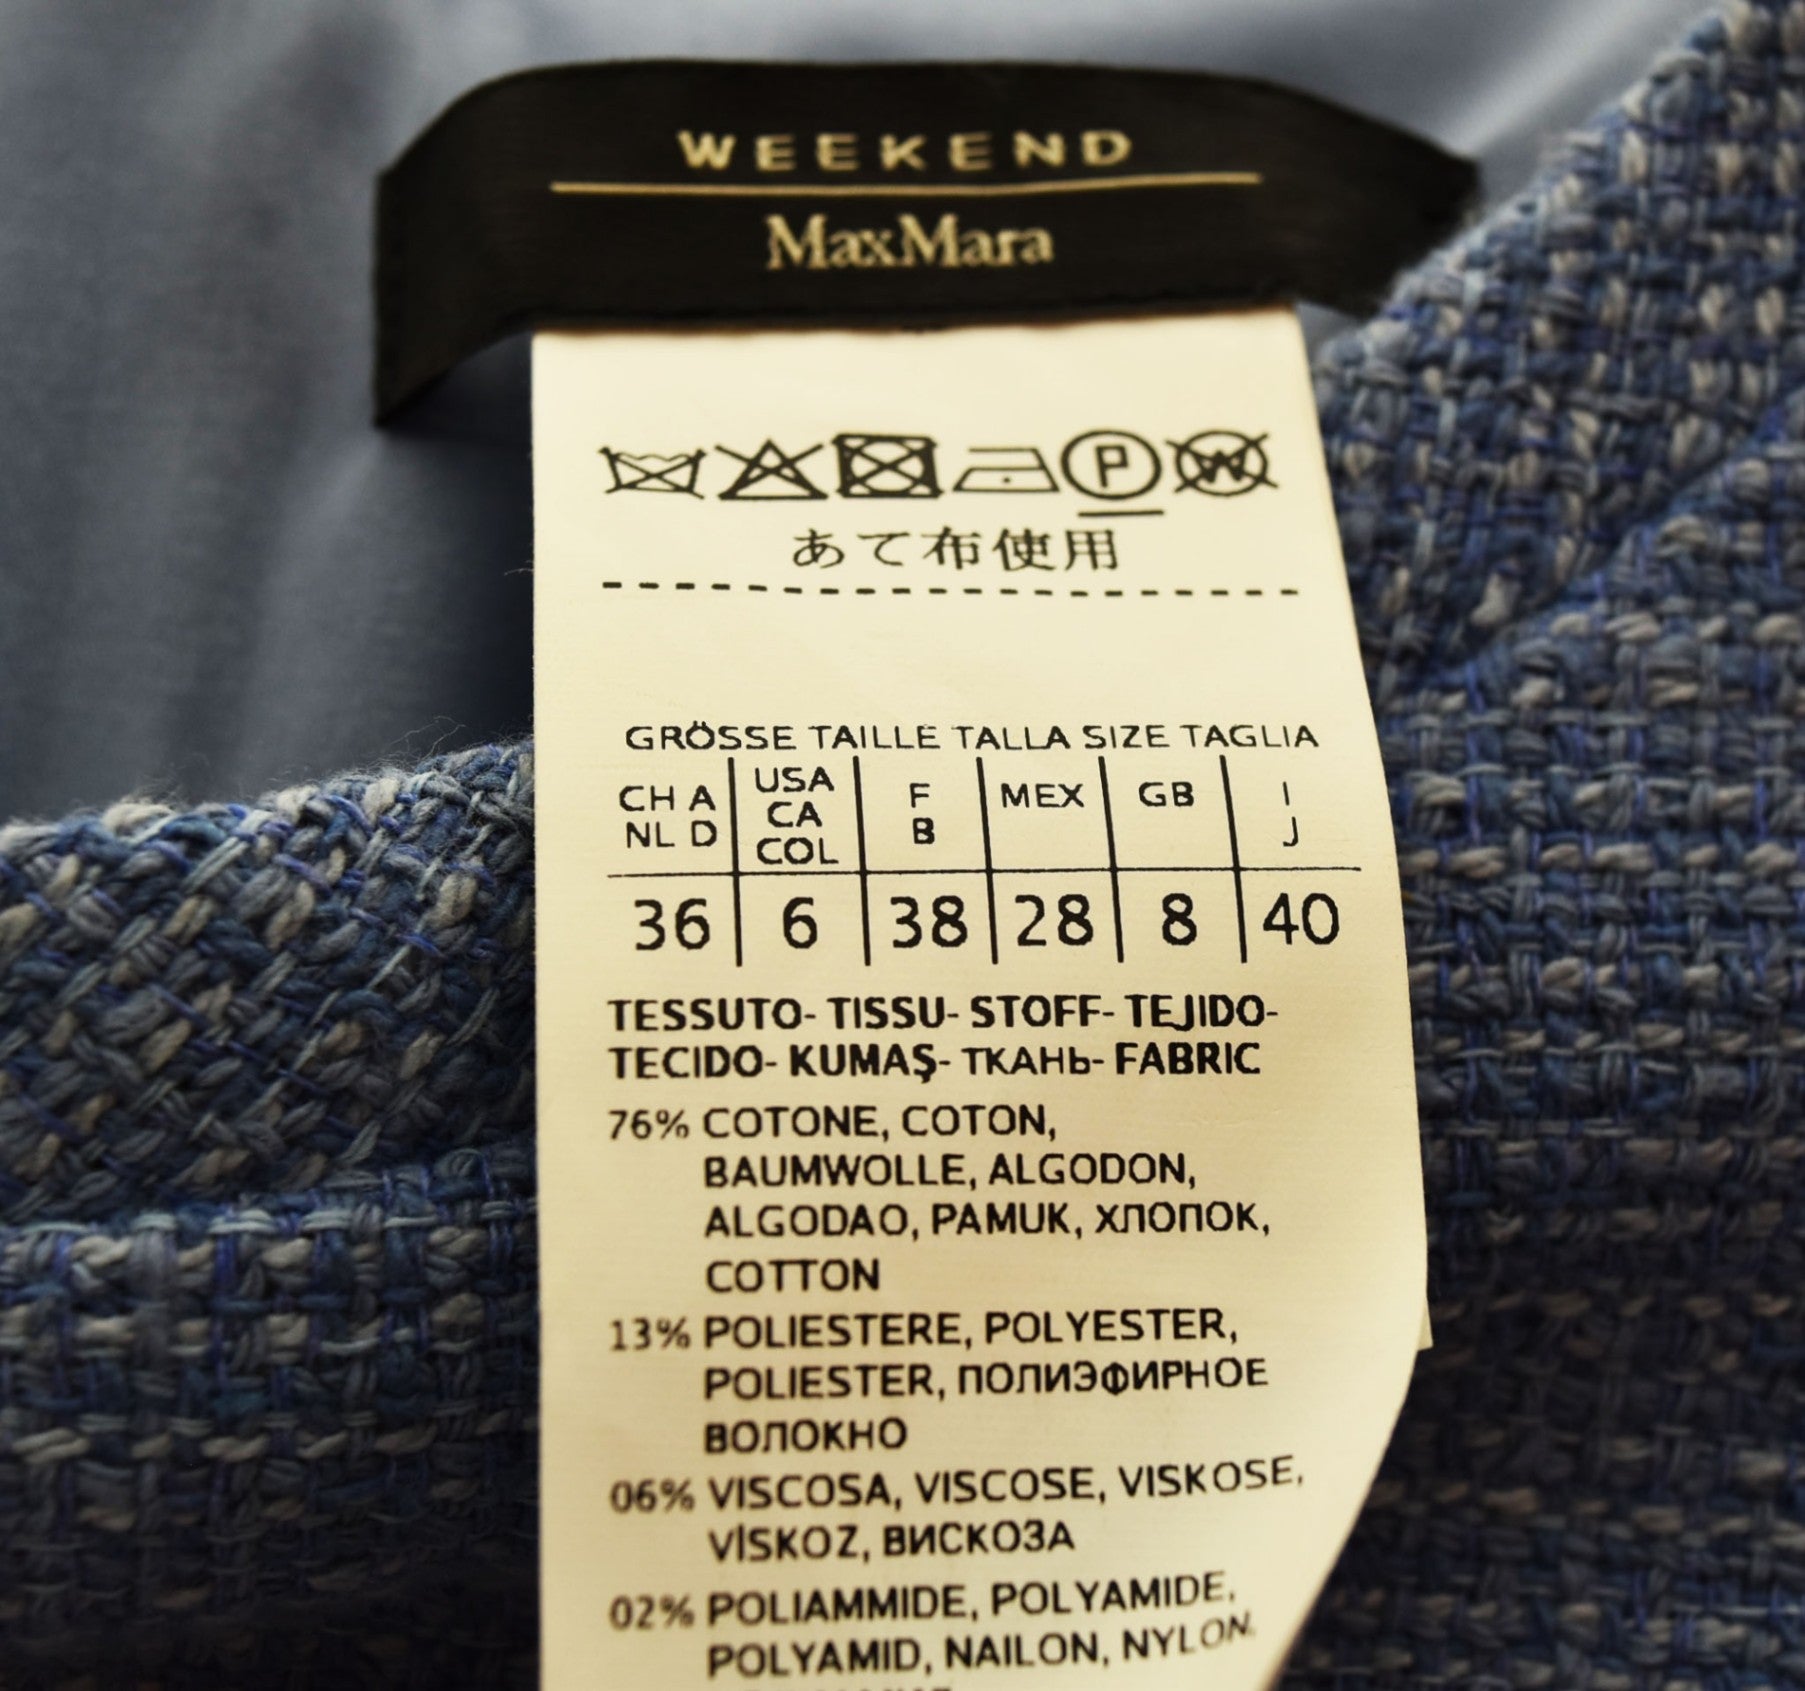 WEEKEND
MaxMara
P W
あて布使用
GRÖSSE TAILLE TALLA SIZE TAGLIA
CH A USA F MEX GB I
NL D CA B J
COL
36 6 38 28 8 40
TESSUTO- TISSU- STOFF- TEJIDO-
TECIDO- KUMAŞ- ТКАНЬ- FABRIC
76% COTONE, COTON,
BAUMWOLLE, ALGODON,
ALGODAO, PAMUK, ХЛОПОК,
COTTON
13% POLIESTERE, POLYESTER,
POLIESTER, ПОЛИЭФИРНОЕ
ВОЛОКНО
06% VISCOSA, VISCOSE, VISKOSE,
VİSKOZ, ВИСКОЗА
02% POLIAMMIDE, POLYAMIDE,
POLYAMID, NAILON, NYLON